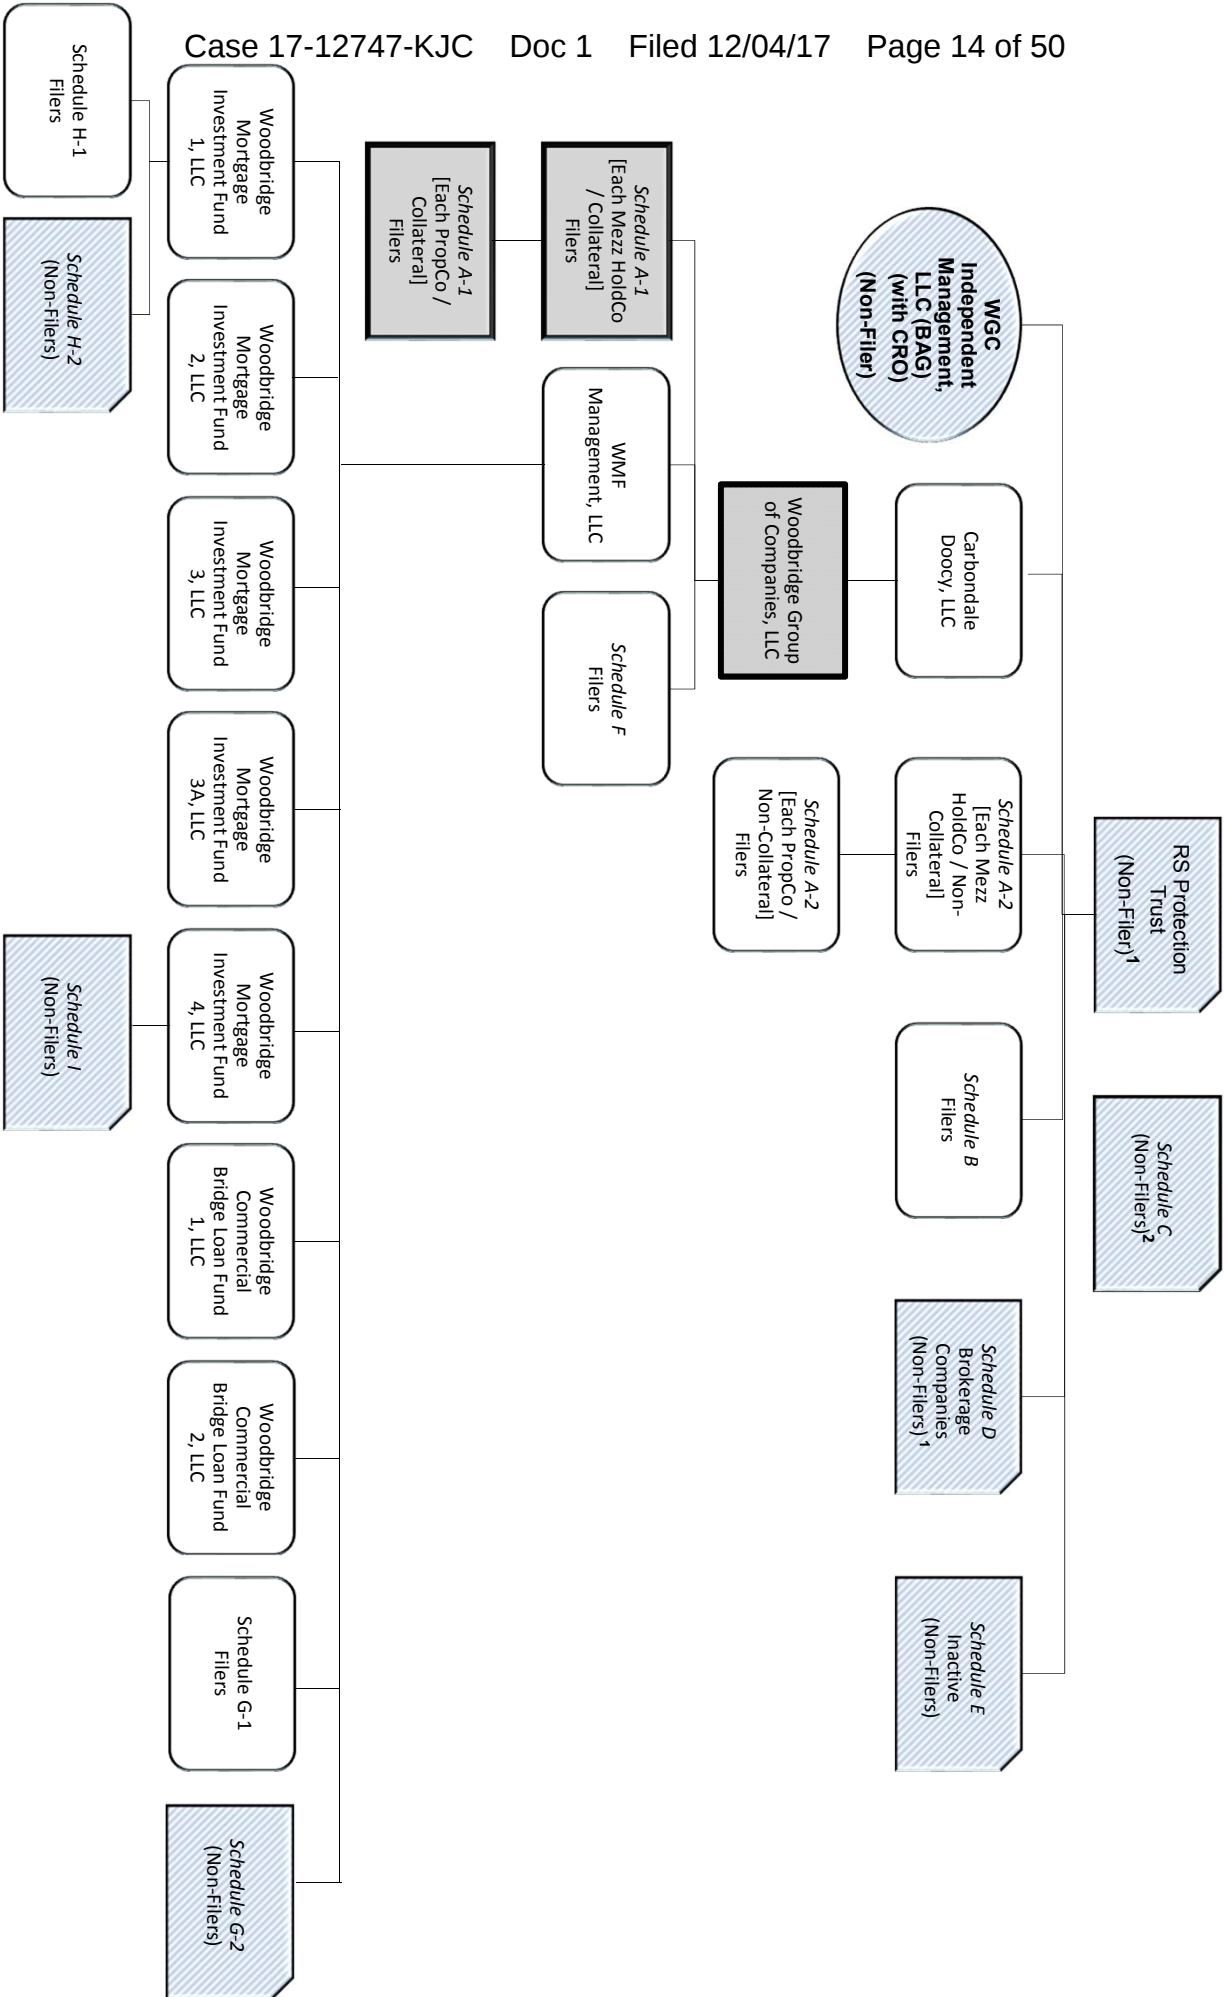 Case 17-12747-KJC Doc 1 Filed 12/04/17 Page 14 of 50
RS Protection
Trust
(Non-Filer)1
Schedule C
(Non-Filers)2
WGC
Independent
Management,
LLC (BAG)
(with CRO)
(Non-Filer)
Carbondale
Doocy, LLC
Schedule A-2
[Each Mezz
HoldCo / Non-
Collateral]
Filers
Schedule B
Filers
Schedule D
Brokerage
Companies
(Non-Filers)1
Schedule E
Inactive
(Non-Filers)
Woodbridge Group
of Companies, LLC
Schedule A-2
[Each PropCo /
Non-Collateral]
Filers
Schedule A-1
[Each Mezz HoldCo
/ Collateral]
Filers
WMF
Management, LLC
Schedule F
Filers
Schedule A-1
[Each PropCo /
Collateral]
Filers
Woodbridge
Mortgage
Investment Fund
1, LLC
Woodbridge
Mortgage
Investment Fund
2, LLC
Woodbridge
Mortgage
Investment Fund
3, LLC
Woodbridge
Mortgage
Investment Fund
3A, LLC
Woodbridge
Mortgage
Investment Fund
4, LLC
Woodbridge
Commercial
Bridge Loan Fund
1, LLC
Woodbridge
Commercial
Bridge Loan Fund
2, LLC
Schedule G-1
Filers
Schedule G-2
(Non-Filers)
Schedule H-1
Filers
Schedule H-2
(Non-Filers)
Schedule I
(Non-Filers)